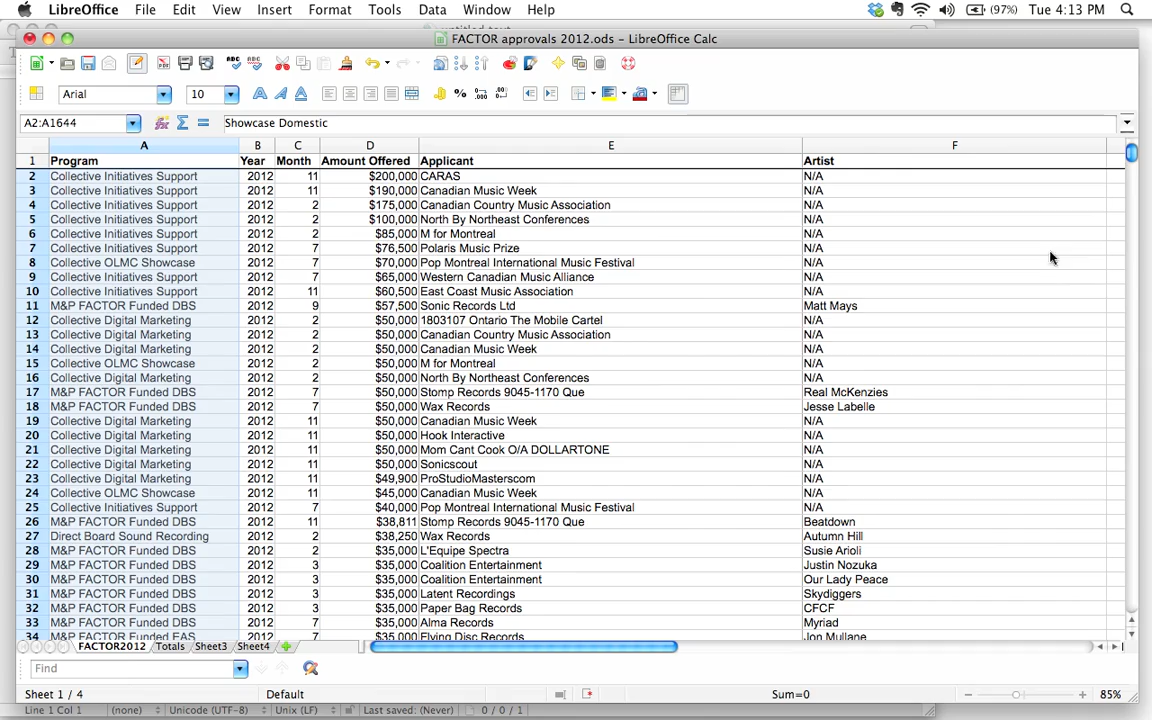 LibreOffice File Edit View Insert Format Tools Data Window Help (97%) Tue 4:13 PM
FACTOR approvals 2012.ods – LibreOffice Calc
Arial 10
A2:A1644 Showcase Domestic
A B C D E F
1 Program Year Month Amount Offered Applicant Artist
2 Collective Initiatives Support 2012 11 $200,000 CARAS N/A
3 Collective Initiatives Support 2012 11 $190,000 Canadian Music Week N/A
4 Collective Initiatives Support 2012 2 $175,000 Canadian Country Music Association N/A
5 Collective Initiatives Support 2012 11 $100,000 North By Northeast Conferences N/A
6 Collective Initiatives Support 2012 2 $85,000 M for Montreal N/A
7 Collective Initiatives Support 2012 7 $76,500 Polaris Music Prize N/A
8 Collective OLMC Showcase 2012 7 $70,000 Pop Montreal International Music Festival N/A
9 Collective Initiatives Support 2012 7 $65,000 Western Canadian Music Alliance N/A
10 Collective Initiatives Support 2012 11 $60,500 East Coast Music Association N/A
11 M&P FACTOR Funded DBS 2012 9 $57,500 Sonic Records Ltd Matt Mays
12 Collective Digital Marketing 2012 2 $50,000 1803107 Ontario The Mobile Cartel N/A
13 Collective Digital Marketing 2012 2 $50,000 Canadian Country Music Association N/A
14 Collective Digital Marketing 2012 2 $50,000 Canadian Music Week N/A
15 Collective OLMC Showcase 2012 2 $50,000 M for Montreal N/A
16 Collective Digital Marketing 2012 2 $50,000 North By Northeast Conferences N/A
17 M&P FACTOR Funded DBS 2012 7 $50,000 Stomp Records 9045-1170 Que Real McKenzies
18 M&P FACTOR Funded DBS 2012 7 $50,000 Wax Records Jesse Labelle
19 Collective Digital Marketing 2012 11 $50,000 Canadian Music Week N/A
20 Collective Digital Marketing 2012 11 $50,000 Hook Interactive N/A
21 Collective Digital Marketing 2012 11 $50,000 Mom Cant Cook O/A DOLLARTONE N/A
22 Collective Digital Marketing 2012 11 $50,000 Sonicscout N/A
23 Collective Digital Marketing 2012 11 $49,900 ProStudioMasterscom N/A
24 Collective OLMC Showcase 2012 11 $45,000 Canadian Music Week N/A
25 Collective Initiatives Support 2012 7 $40,000 Pop Montreal International Music Festival N/A
26 M&P FACTOR Funded DBS 2012 11 $38,811 Stomp Records 9045-1170 Que Beatdown
27 Direct Board Sound Recording 2012 2 $38,250 Wax Records Autumn Hill
28 M&P FACTOR Funded DBS 2012 2 $35,000 L'Equipe Spectra Susie Arioli
29 M&P FACTOR Funded DBS 2012 3 $35,000 Coalition Entertainment Justin Nozuka
30 M&P FACTOR Funded DBS 2012 3 $35,000 Coalition Entertainment Our Lady Peace
31 M&P FACTOR Funded DBS 2012 3 $35,000 Latent Recordings Skydiggers
32 M&P FACTOR Funded DBS 2012 3 $35,000 Paper Bag Records CFCF
33 M&P FACTOR Funded DBS 2012 7 $35,000 Alma Records Myriad
34 M&P FACTOR Funded EAS 2012 7 $35,000 Flying Disc Records Jon Mullane
FACTOR2012 Totals Sheet3 Sheet4
Find
Sheet 1 / 4 Default Sum=0 85%
Line 1 Col 1 (none) Unicode (UTF-8) Unix (LF) Last saved: (Never) 0 / 0 / 1